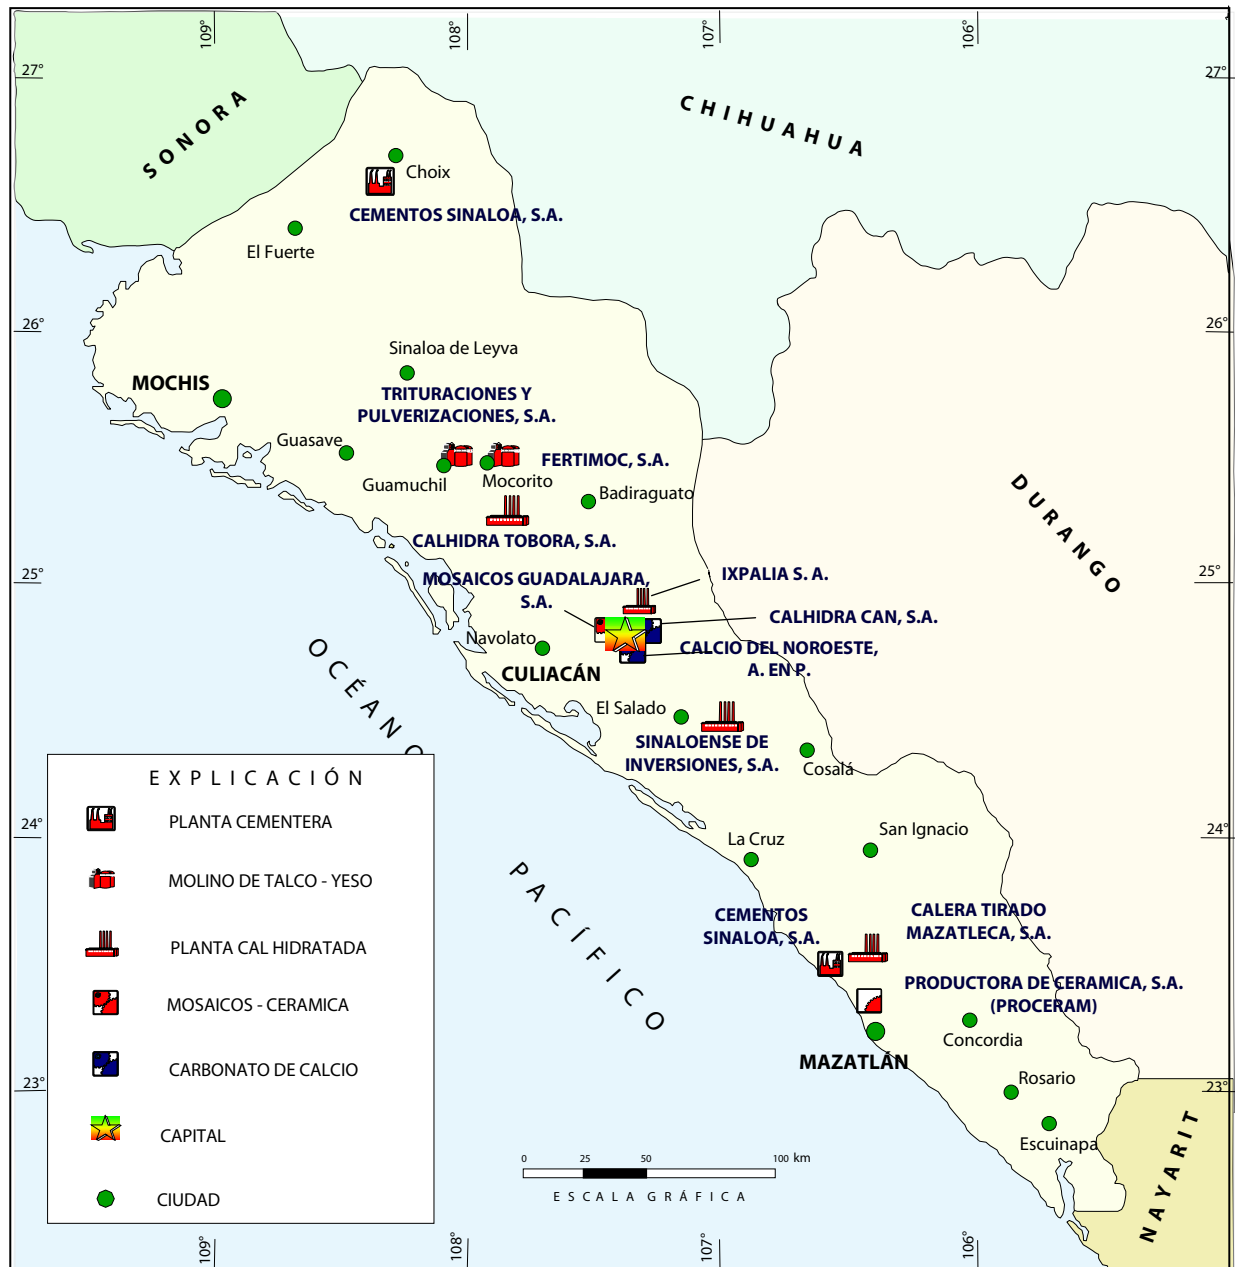 109°
108°
107°
106°
27°
27°
SONORA
CHIHUAHUA
Choix
CEMENTOS SINALOA, S.A.
El Fuerte
26°
26°
Sinaloa de Leyva
MOCHIS
TRITURACIONES Y
PULVERIZACIONES, S.A.
Guasave
FERTIMOC, S.A.
Guamuchil
Mocorito
Badiraguato
DURANGO
CALHIDRA TOBORA, S.A.
25°
25°
MOSAICOS GUADALAJARA,
S.A.
IXPALIA S. A.
CALHIDRA CAN, S.A.
Navolato
CALCIO DEL NOROESTE,
A. EN P.
CULIACÁN
OCÉANO
El Salado
SINALOENSE DE
INVERSIONES, S.A.
Cosalá
EXPLICACIÓN
PLANTA CEMENTERA
MOLINO DE TALCO - YESO
PLANTA CAL HIDRATADA
MOSAICOS - CERAMICA
CARBONATO DE CALCIO
CAPITAL
CIUDAD
24°
24°
La Cruz
San Ignacio
PACÍFICO
CEMENTOS
SINALOA, S.A.
CALERA TIRADO
MAZATLECA, S.A.
PRODUCTORA DE CERAMICA, S.A.
(PROCERAM)
Concordia
MAZATLÁN
23°
23°
Rosario
Escuinapa
NAYARIT
0 25 50 100 km
ESCALA GRÁFICA
109°
108°
107°
106°